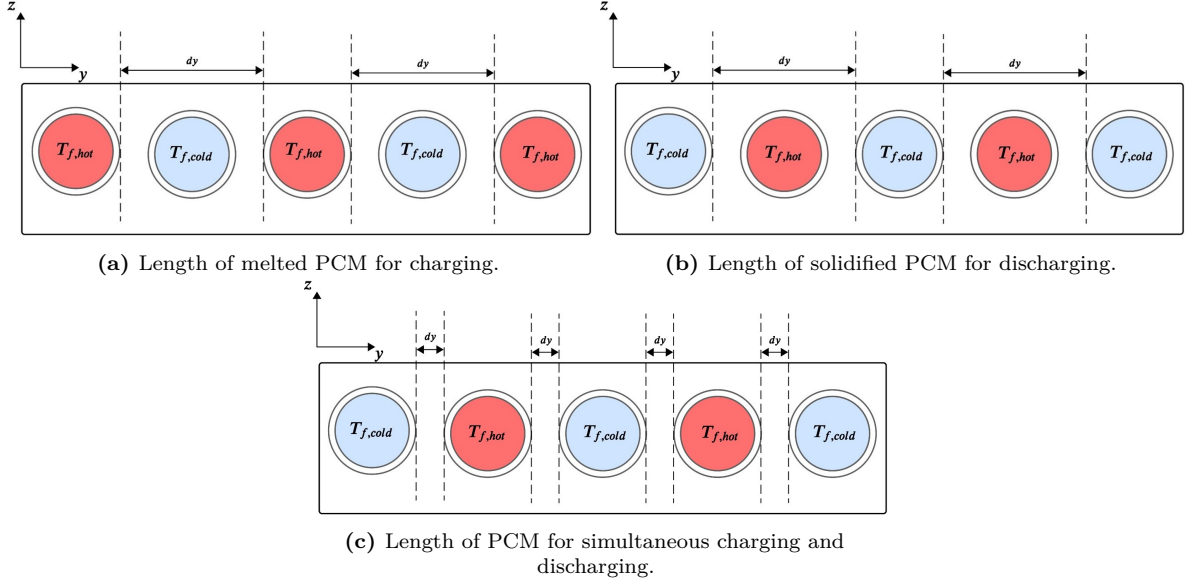 z
y
dy
dy
T_{f,hot}
T_{f,cold}
T_{f,hot}
T_{f,cold}
T_{f,hot}
(a) Length of melted PCM for charging.
z
y
dy
dy
T_{f,cold}
T_{f,hot}
T_{f,cold}
T_{f,hot}
T_{f,cold}
(b) Length of solidified PCM for discharging.
z
y
dy
dy
dy
dy
T_{f,cold}
T_{f,hot}
T_{f,cold}
T_{f,hot}
T_{f,cold}
(c) Length of PCM for simultaneous charging and
discharging.